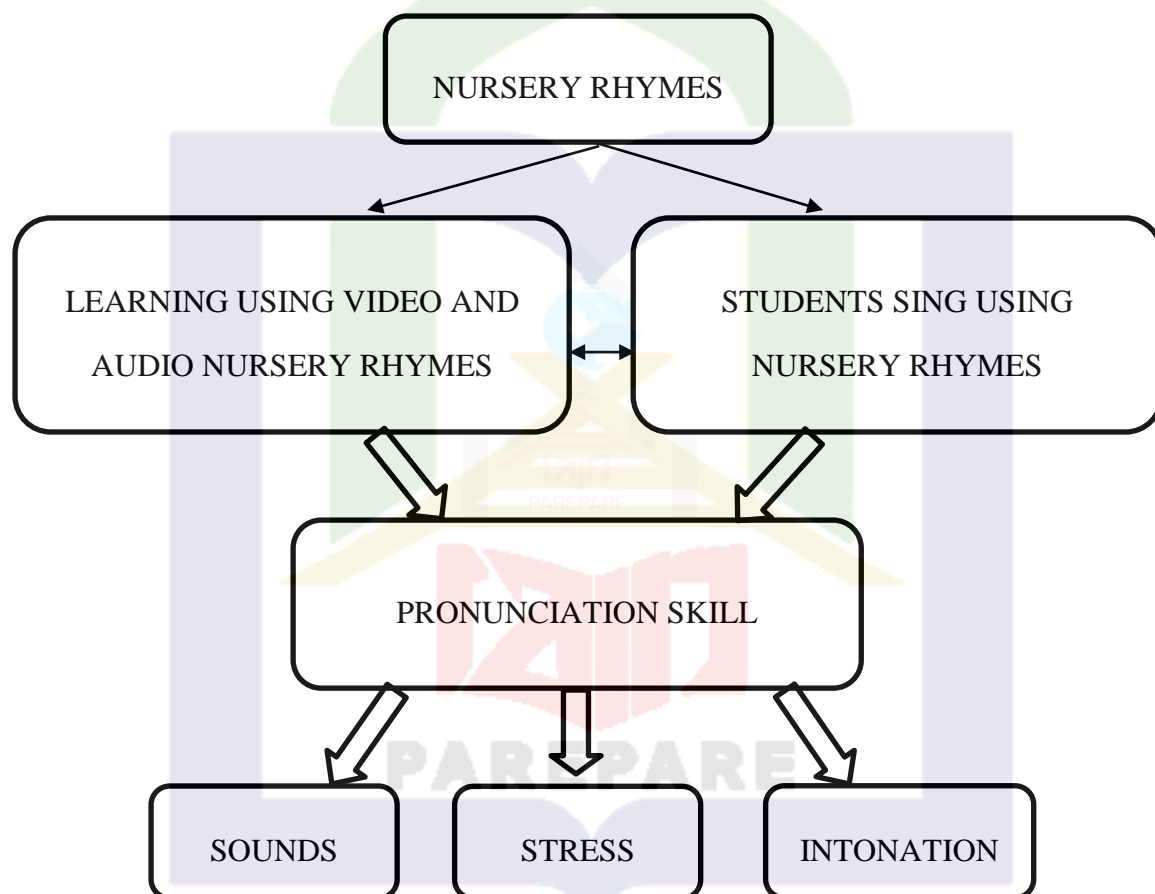 NURSERY RHYMES
LEARNING USING VIDEO AND
AUDIO NURSERY RHYMES
STUDENTS SING USING
NURSERY RHYMES
PAREPARE
PRONUNCIATION SKILL
PAREPARE
SOUNDS
STRESS
INTONATION